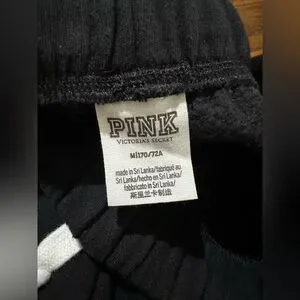 PINK
VICTORIA'S SECRET
M|170/72A
made in Sri Lanka/fabriqué au
Sri Lanka/hecho en Sri Lanka/
fabbricato in Sri Lanka/
斯里兰卡制造